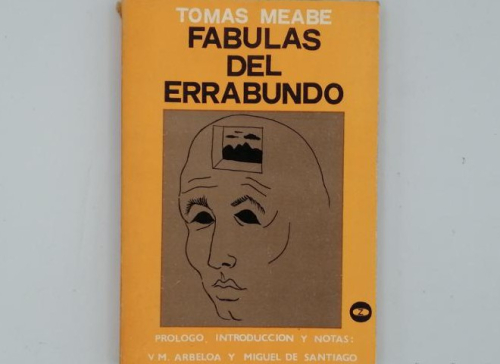 TOMAS MEABE
FABULAS
DEL
ERRABUNDO
PROLOGO, INTRODUCCION Y NOTAS:
V M. ARBELOA Y MIGUEL DE SANTIAGO